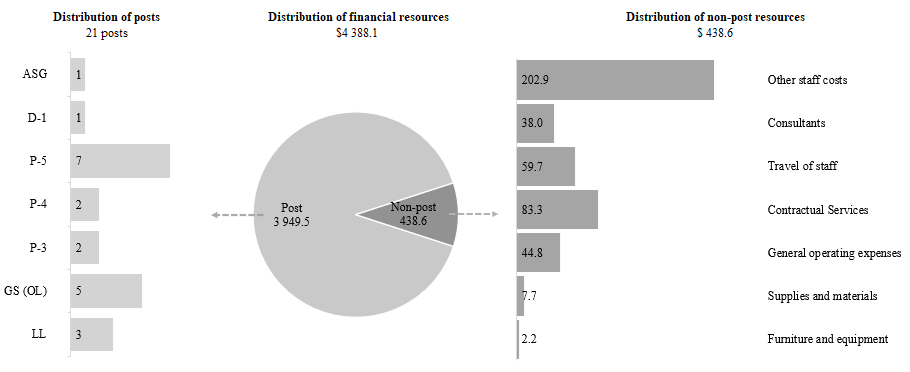 Distribution of posts
21 posts
ASG 1
D-1 1
P-5 7
P-4 2
P-3 2
GS (OL) 5
LL 3
Distribution of financial resources
$4 388.1
Post
3 949.5
Non-post
438.6
Distribution of non-post resources
$ 438.6
202.9 Other staff costs
38.0 Consultants
59.7 Travel of staff
83.3 Contractual Services
44.8 General operating expenses
7.7 Supplies and materials
2.2 Furniture and equipment